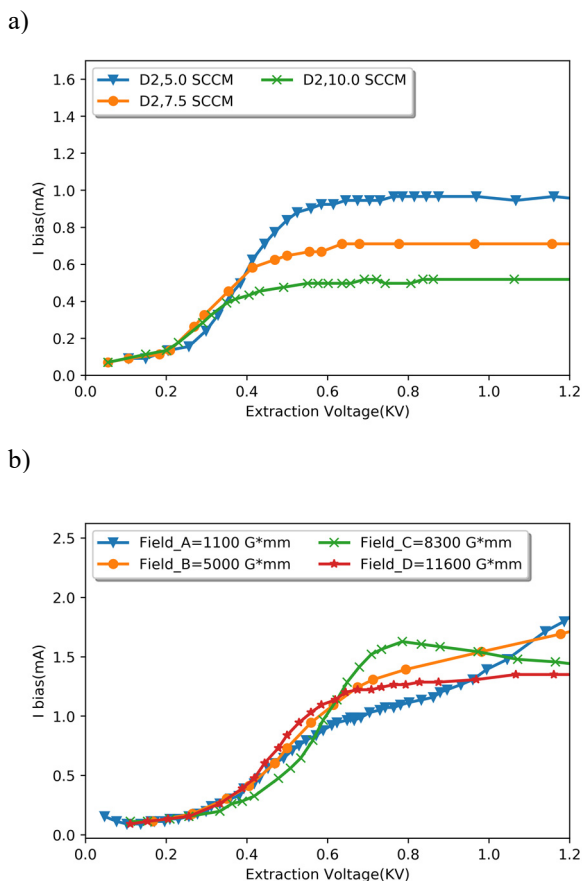 a)
D2,5.0 SCCM
D2,10.0 SCCM
D2,7.5 SCCM
1.6
1.4
1.2
1.0
0.8
0.6
0.4
0.2
0.0
I bias(mA)
0.0 0.2 0.4 0.6 0.8 1.0 1.2
Extraction Voltage(KV)
b)
Field_A=1100 G*mm
Field_C=8300 G*mm
Field_B=5000 G*mm
Field_D=11600 G*mm
2.5
2.0
1.5
1.0
0.5
0.0
I bias(mA)
0.0 0.2 0.4 0.6 0.8 1.0 1.2
Extraction Voltage(KV)